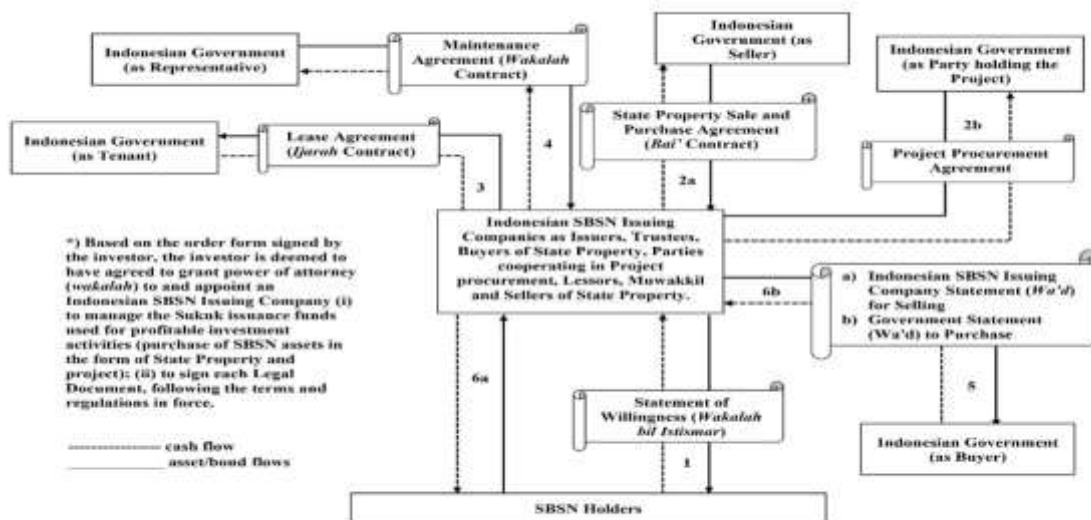 Indonesian Government
(as Representative)
Maintenance
Agreement (Wakalah
Contract)
Indonesian
Government (as
Seller)
Indonesian Government
(as Party holding the
Project)
Indonesian Government
(as Tenant)
Lease Agreement
(Ijarah Contract)
4
State Property Sale and
Purchase Agreement
(Bai' Contract)
2b
Project Procurement
Agreement
3
2a
*) Based on the order form signed by
the investor, the investor is deemed to
have agreed to grant power of attorney
(wakalah) to and appoint an
Indonesian SBSN Issuing Company (i)
to manage the Sukuk issuance funds
used for profitable investment
activities (purchase of SBSN assets in
the form of State Property and
project); (ii) to sign each Legal
Document, following the terms and
regulations in force.
Indonesian SBSN Issuing
Companies as Issuers, Trustees,
Buyers of State Property, Parties
cooperating in Project
procurement, Lessors, Muwakkil
and Sellers of State Property.
6b
a) Indonesian SBSN Issuing
Company Statement (Wa'd)
for Selling
b) Government Statement
(Wa'd) to Purchase
6a
Statement of
Willingness (Wakalah
bil Istismar)
5
1
Indonesian Government
(as Buyer)
cash flow
asset/bond flows
SBSN Holders